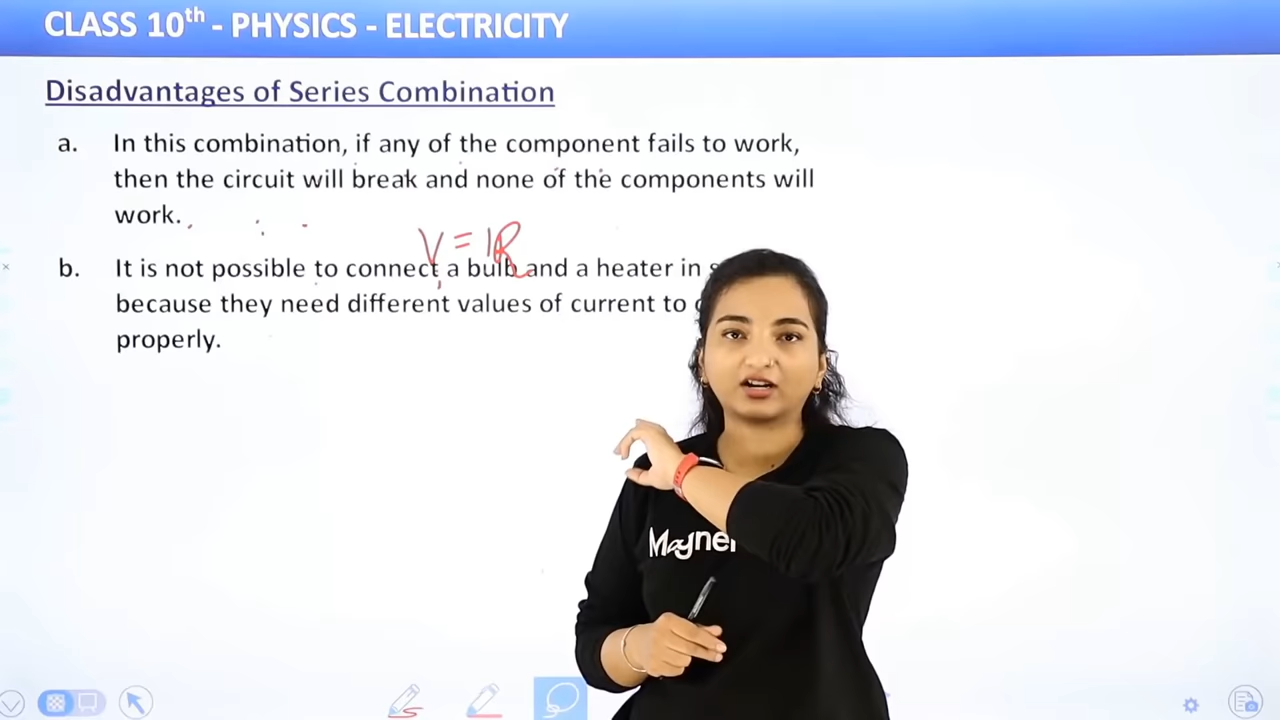 CLASS 10th - PHYSICS - ELECTRICITY
Disadvantages of Series Combination
a. In this combination, if any of the component fails to work,
then the circuit will break and none of the components will
work.
V = IR
b. It is not possible to connect a bulb and a heater in
because they need different values of current to
properly.
Magne